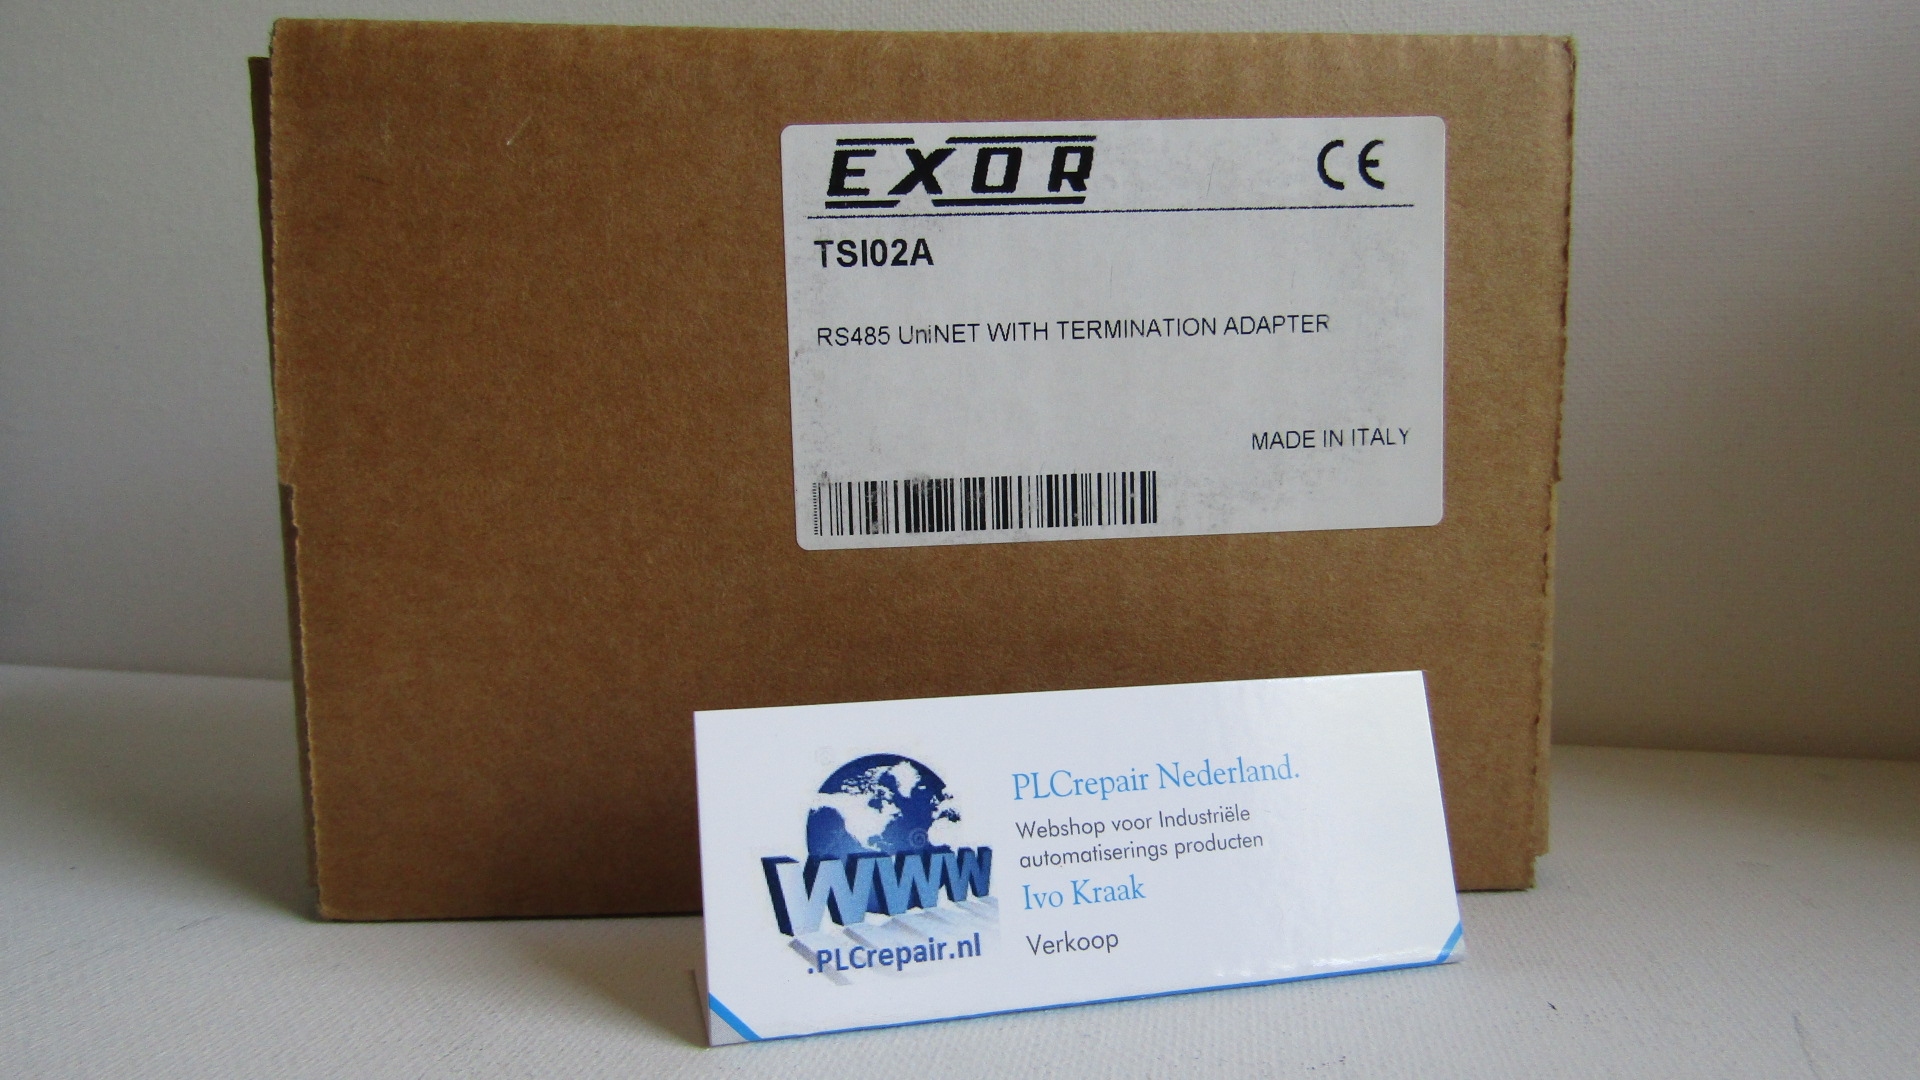 EXOR CE
TSI02A
RS485 UniNET WITH TERMINATION ADAPTER
MADE IN ITALY
PLCrepair Nederland.
Webshop voor Industriële
automatiserings producten
Ivo Kraak
Verkoop
WWW
.PLCrepair.nl